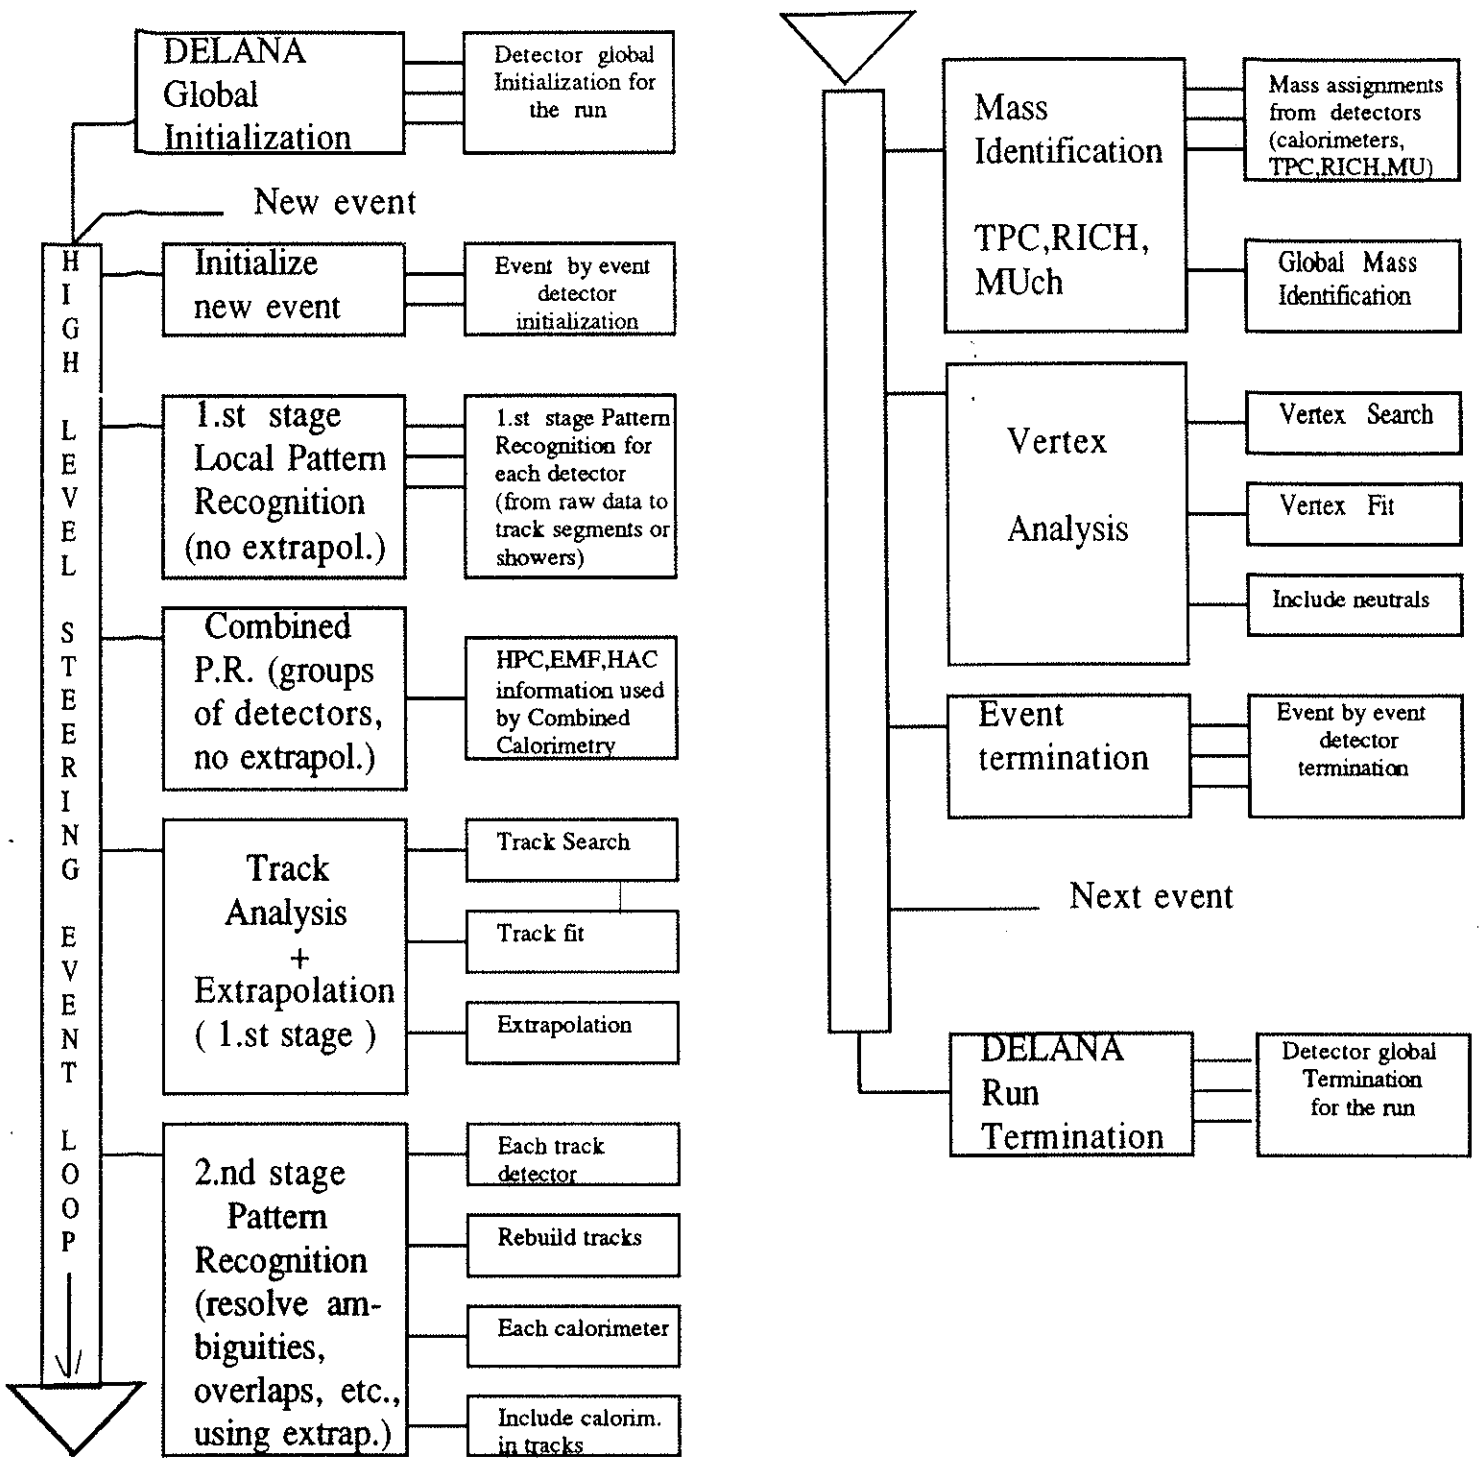 DELANA
Global
Initialization
Detector global
Initialization for
the run
New event
HIGH LEVEL STEERING EVENT LOOP
Initialize
new event
Event by event
detector
initialization
1.st stage
Local Pattern
Recognition
(no extrapol.)
1.st stage Pattern
Recognition for
each detector
(from raw data to
track segments or
showers)
Combined
P.R. (groups
of detectors,
no extrapol.)
HPC,EMF,HAC
information used
by Combined
Calorimetry
Track
Analysis
+
Extrapolation
( 1.st stage )
Track Search
Track fit
Extrapolation
2.nd stage
Pattern
Recognition
(resolve am-
biguities,
overlaps, etc.,
using extrap.)
Each track
detector
Rebuild tracks
Each calorimeter
Include calorim.
in tracks
Mass
Identification
TPC,RICH,
MUch
Mass assignments
from detectors
(calorimeters,
TPC,RICH,MU)
Global Mass
Identification
Vertex
Analysis
Vertex Search
Vertex Fit
Include neutrals
Event
termination
Event by event
detector
termination
Next event
DELANA
Run
Termination
Detector global
Termination
for the run